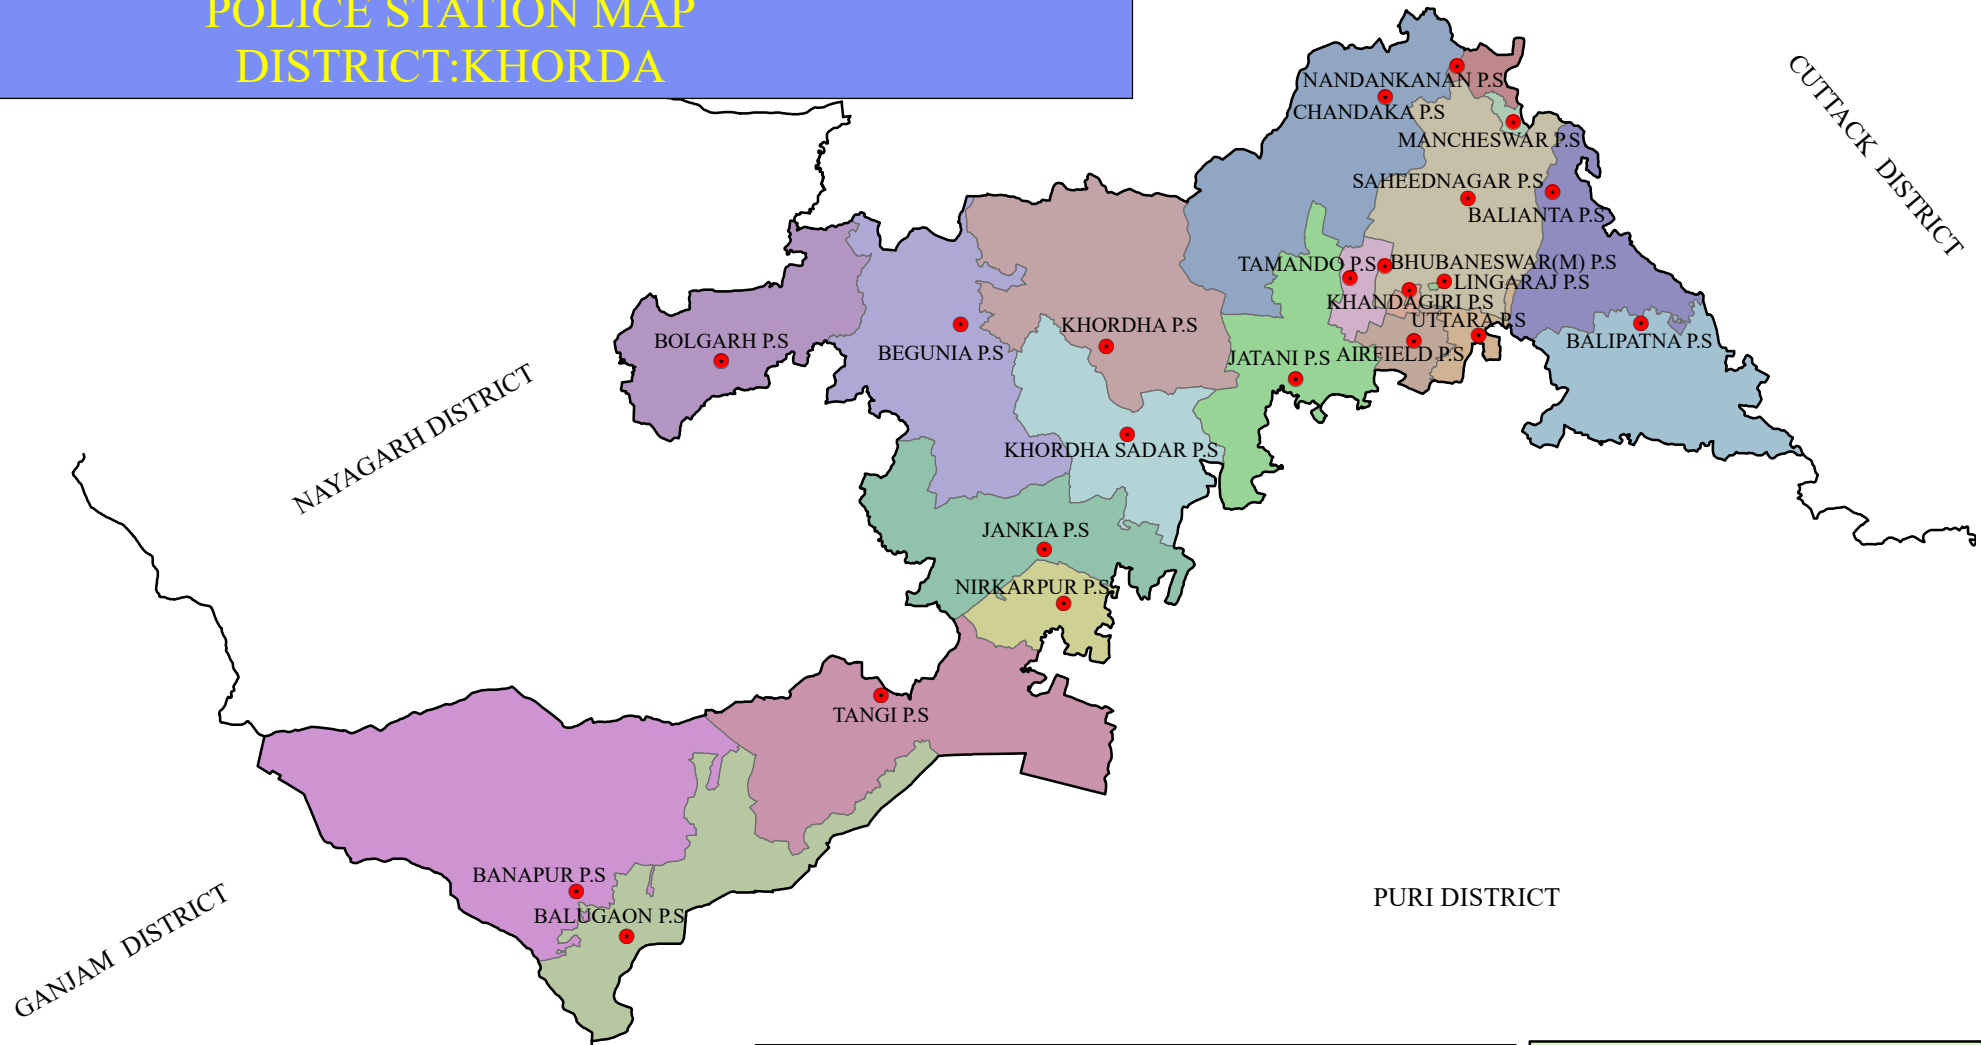 POLICE STATION MAP
DISTRICT:KHORDA
CUTTACK DISTRICT
NANDANKANAN P.S
CHANDAKA P.S
MANCHESWAR P.S
SAHEEDNAGAR P.S
BALIANTA P.S
TAMANDO P.S
BHUBANESWAR(M) P.S
LINGARAJ P.S
KHANDAGIRI P.S
UTTARA P.S
KHORDHA P.S
BOLGARH P.S
BEGUNIA P.S
JATANI P.S
AIRFIELD P.S
BALIPATNA P.S
NAYAGARH DISTRICT
KHORDHA SADAR P.S
JANKIA P.S
NIRKARPUR P.S
TANGI P.S
BANAPUR P.S
BALUGAON P.S
PURI DISTRICT
GANJAM DISTRICT